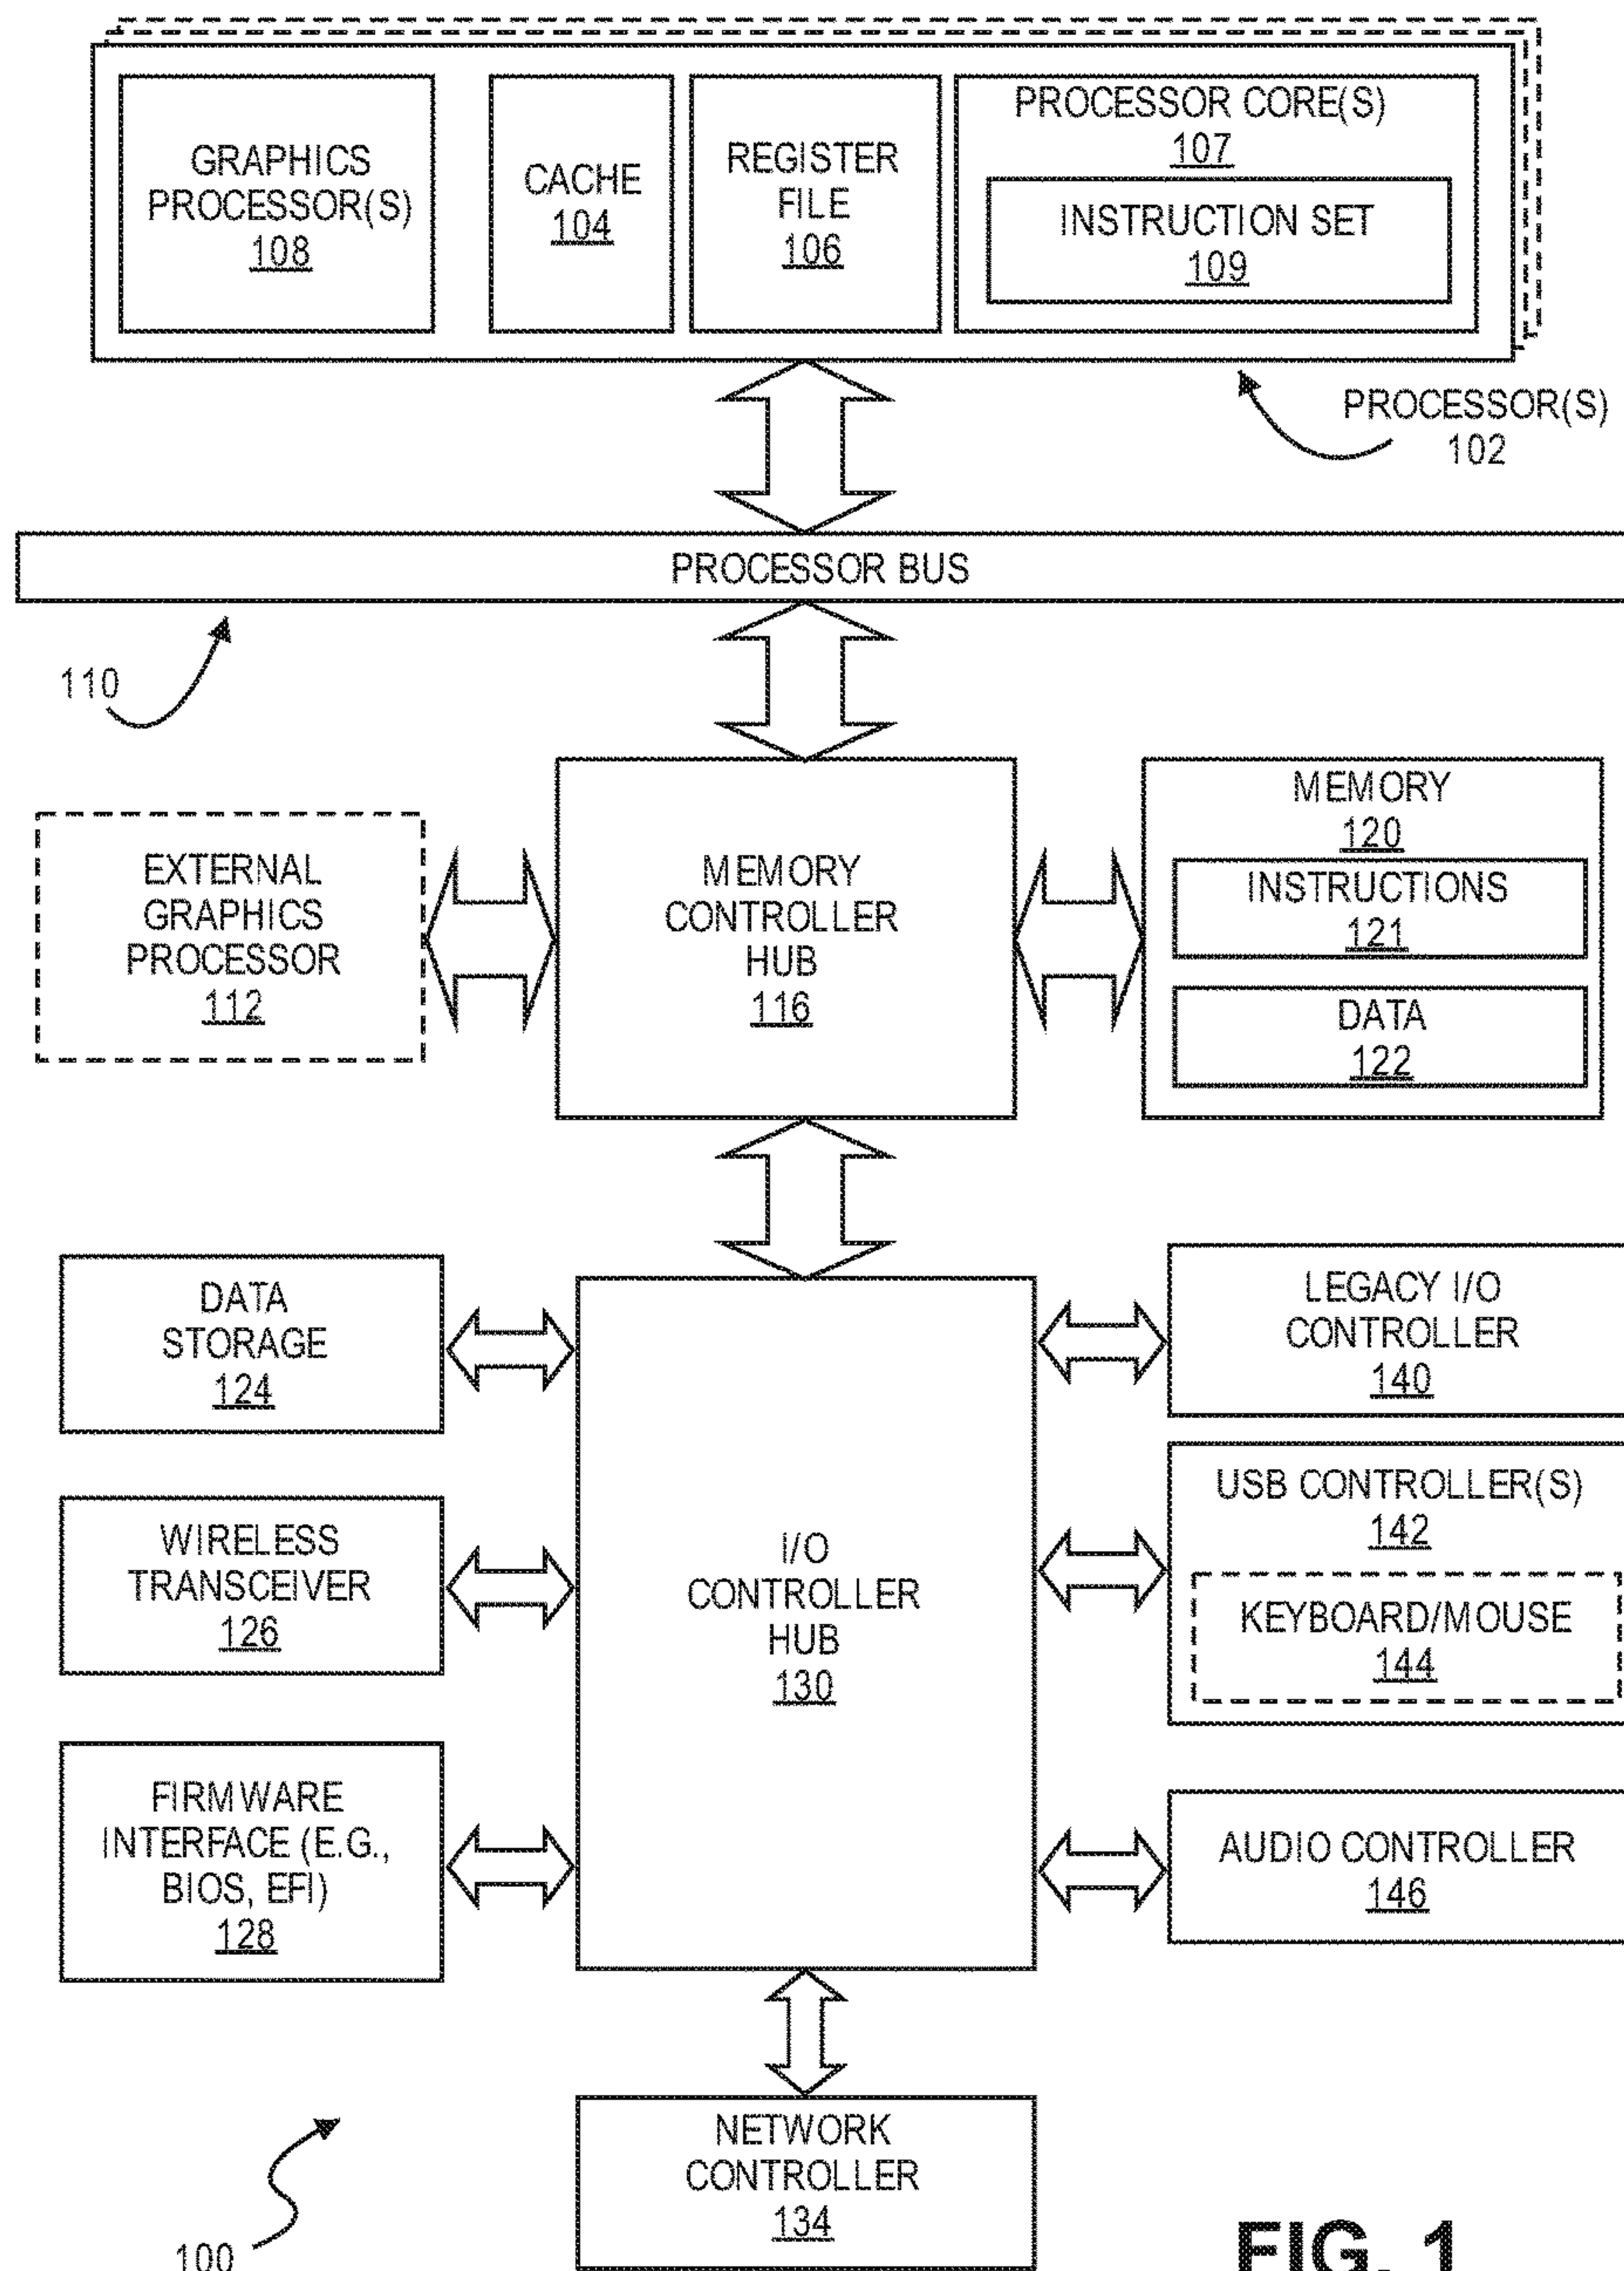 GRAPHICS
PROCESSOR(S)
108
CACHE
104
REGISTER
FILE
106
PROCESSOR CORE(S)
107
INSTRUCTION SET
109
PROCESSOR(S)
102
PROCESSOR BUS
110
EXTERNAL
GRAPHICS
PROCESSOR
112
MEMORY
CONTROLLER
HUB
116
MEMORY
120
INSTRUCTIONS
121
DATA
122
DATA
STORAGE
124
WIRELESS
TRANSCEIVER
126
FIRMWARE
INTERFACE (E.G.,
BIOS, EFI)
128
I/O
CONTROLLER
HUB
130
LEGACY I/O
CONTROLLER
140
USB CONTROLLER(S)
142
KEYBOARD/MOUSE
144
AUDIO CONTROLLER
146
NETWORK
CONTROLLER
134
100
FIG. 1